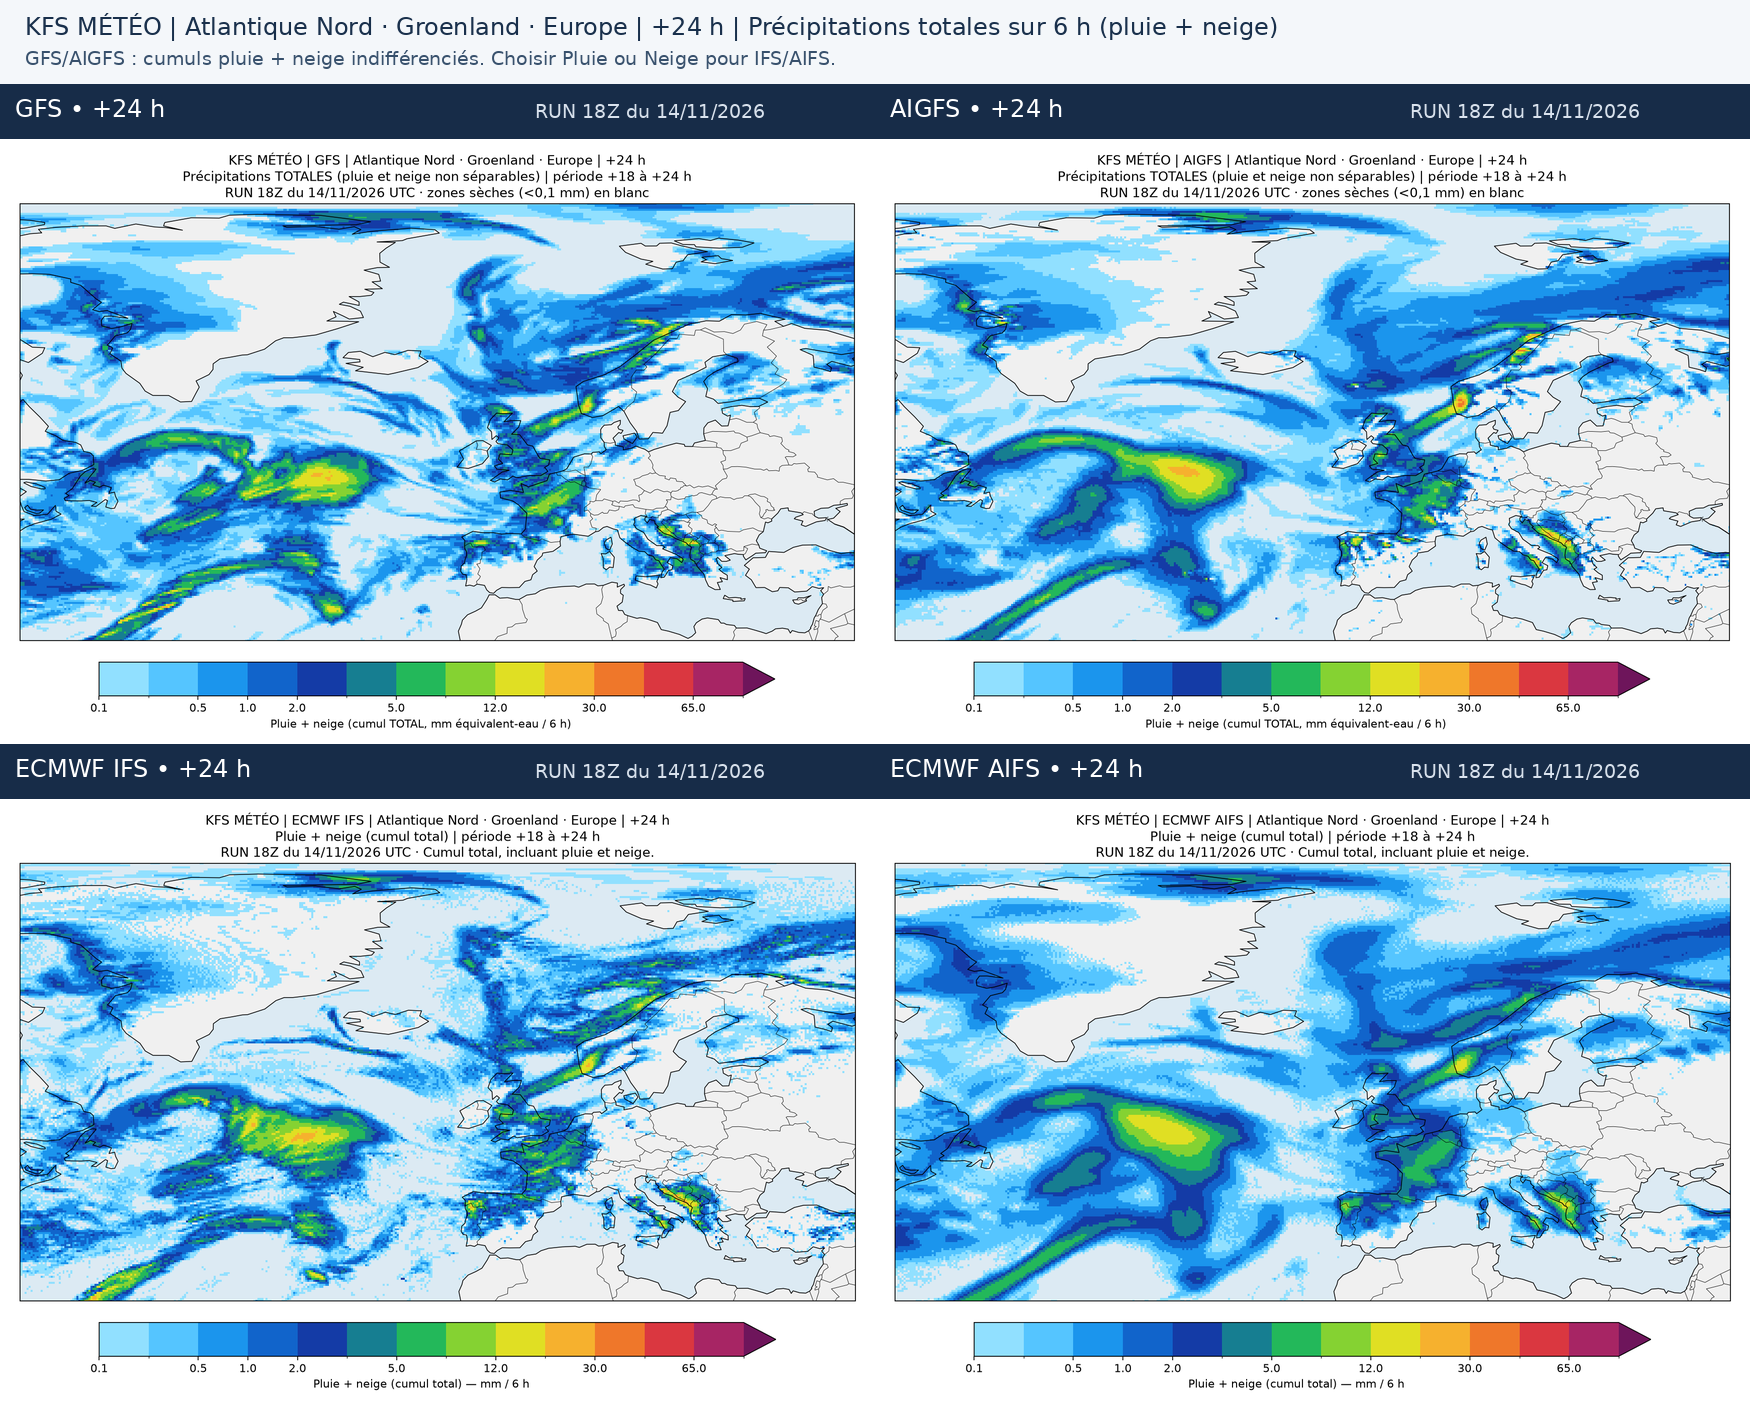 KFS MÉTÉO | Atlantique Nord · Groenland · Europe | +24 h | Précipitations totales sur 6 h (pluie + neige)
GFS/AIGFS : cumuls pluie + neige indifférenciés. Choisir Pluie ou Neige pour IFS/AIFS.
GFS • +24 h
RUN 18Z du 14/11/2026
KFS MÉTÉO | GFS | Atlantique Nord · Groenland · Europe | +24 h
Précipitations TOTALES (pluie et neige non séparables) | période +18 à +24 h
RUN 18Z du 14/11/2026 UTC · zones sèches (<0,1 mm) en blanc
0.1 0.5 1.0 2.0 5.0 12.0 30.0 65.0
Pluie + neige (cumul TOTAL, mm équivalent-eau / 6 h)
AIGFS • +24 h
RUN 18Z du 14/11/2026
KFS MÉTÉO | AIGFS | Atlantique Nord · Groenland · Europe | +24 h
Précipitations TOTALES (pluie et neige non séparables) | période +18 à +24 h
RUN 18Z du 14/11/2026 UTC · zones sèches (<0,1 mm) en blanc
0.1 0.5 1.0 2.0 5.0 12.0 30.0 65.0
Pluie + neige (cumul TOTAL, mm équivalent-eau / 6 h)
ECMWF IFS • +24 h
RUN 18Z du 14/11/2026
KFS MÉTÉO | ECMWF IFS | Atlantique Nord · Groenland · Europe | +24 h
Pluie + neige (cumul total) | période +18 à +24 h
RUN 18Z du 14/11/2026 UTC · Cumul total, incluant pluie et neige.
0.1 0.5 1.0 2.0 5.0 12.0 30.0 65.0
Pluie + neige (cumul total) — mm / 6 h
ECMWF AIFS • +24 h
RUN 18Z du 14/11/2026
KFS MÉTÉO | ECMWF AIFS | Atlantique Nord · Groenland · Europe | +24 h
Pluie + neige (cumul total) | période +18 à +24 h
RUN 18Z du 14/11/2026 UTC · Cumul total, incluant pluie et neige.
0.1 0.5 1.0 2.0 5.0 12.0 30.0 65.0
Pluie + neige (cumul total) — mm / 6 h